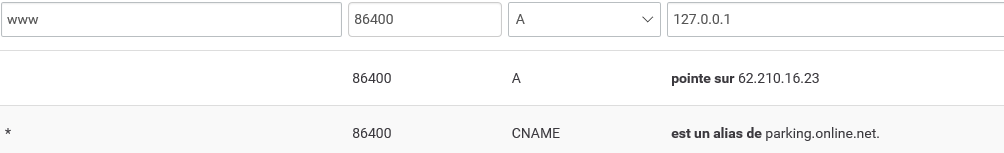 www 86400 A 127.0.0.1
86400 A pointe sur 62.210.16.23
* 86400 CNAME est un alias de parking.online.net.